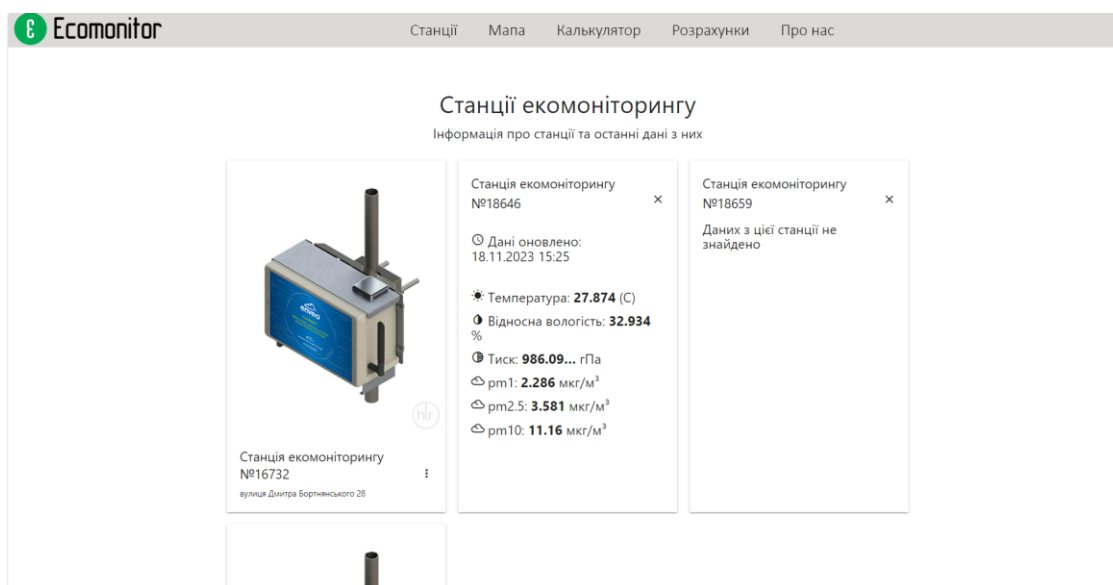 Ecomonitor
Станції Мапа Калькулятор Розрахунки Про нас
Станції екомоніторингу
Інформація про станції та останні дані з них
envea
hlr
Станція екомоніторингу
№16732
вулиця Дмитра Бортнянського 28
Станція екомоніторингу
№18646
Дані оновлено:
18.11.2023 15:25
Температура: 27.874 (C)
Відносна вологість: 32.934
%
Тиск: 986.09... гПа
pm1: 2.286 мкг/м³
pm2.5: 3.581 мкг/м³
pm10: 11.16 мкг/м³
Станція екомоніторингу
№18659
Даних з цієї станції не
знайдено